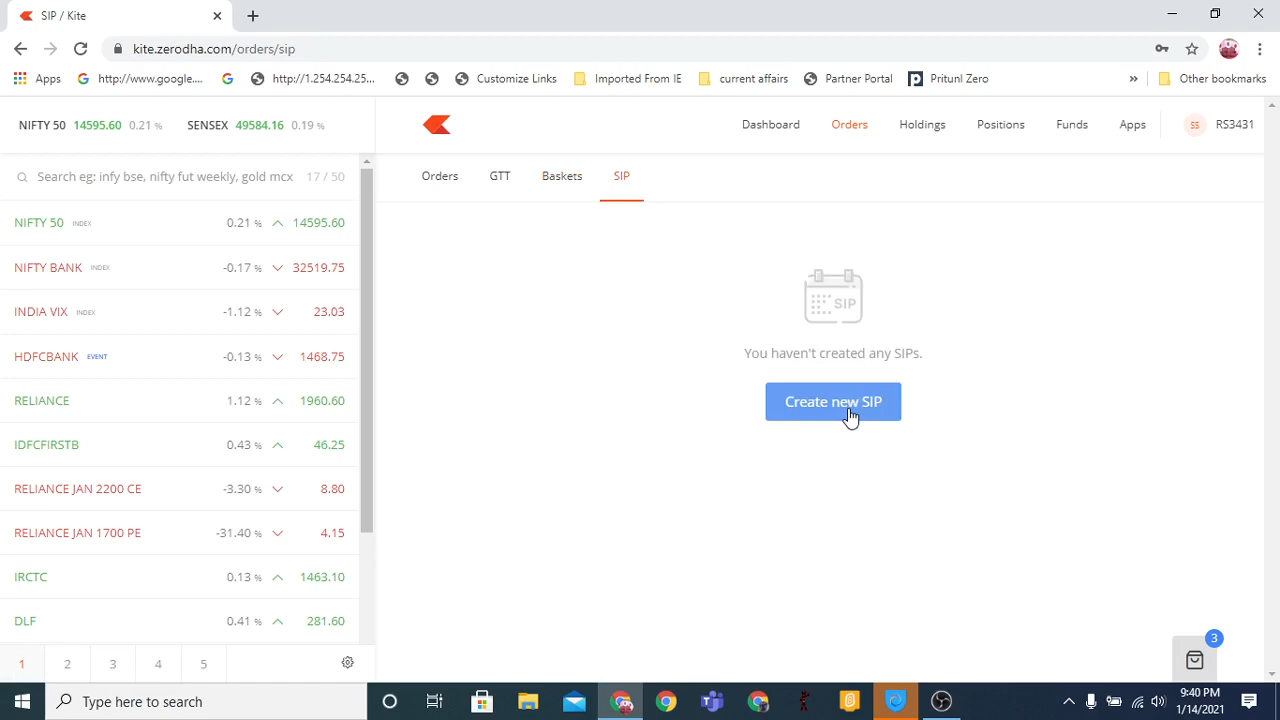 SIP / Kite
kite.zerodha.com/orders/sip
Apps
http://www.google....
http://1.254.254.25...
Customize Links
Imported From IE
current affairs
Partner Portal
Pritunl Zero
»
Other bookmarks
NIFTY 50 14595.60 0.21 %
SENSEX 49584.16 0.19 %
Dashboard
Orders
Holdings
Positions
Funds
Apps
SS
RS3431
Search eg: infy bse, nifty fut weekly, gold mcx 17 / 50
Orders
GTT
Baskets
SIP
NIFTY 50 INDEX 0.21 % 14595.60
NIFTY BANK INDEX -0.17 % 32519.75
INDIA VIX INDEX -1.12 % 23.03
HDFCBANK EVENT -0.13 % 1468.75
RELIANCE 1.12 % 1960.60
IDFCFIRSTB 0.43 % 46.25
RELIANCE JAN 2200 CE -3.30 % 8.80
RELIANCE JAN 1700 PE -31.40 % 4.15
IRCTC 0.13 % 1463.10
DLF 0.41 % 281.60
1 2 3 4 5
SIP
You haven't created any SIPs.
Create new SIP
3
Type here to search
9:40 PM
1/14/2021